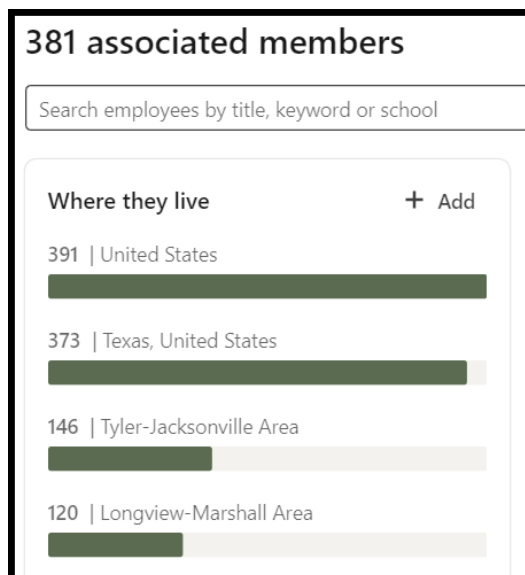 381 associated members
Search employees by title, keyword or school
Where they live + Add
391 | United States
373 | Texas, United States
146 | Tyler-Jacksonville Area
120 | Longview-Marshall Area